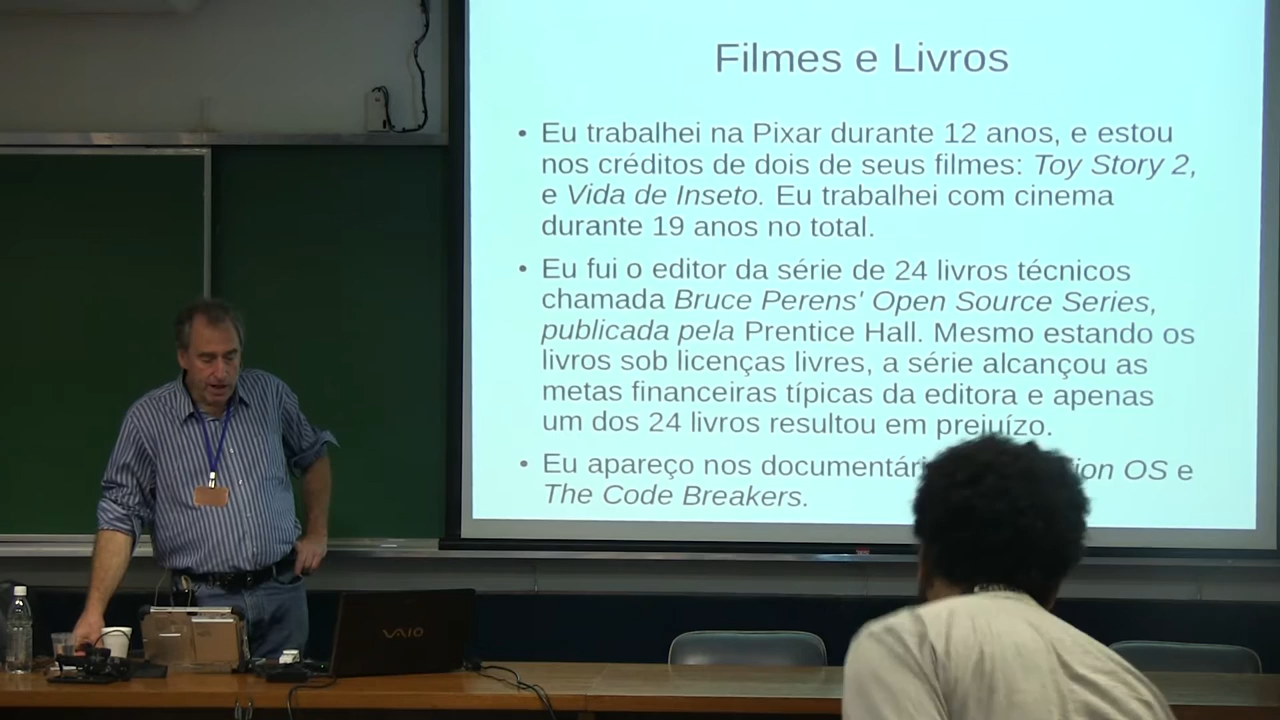 Filmes e Livros
• Eu trabalhei na Pixar durante 12 anos, e estou
nos créditos de dois de seus filmes: Toy Story 2,
e Vida de Inseto. Eu trabalhei com cinema
durante 19 anos no total.
• Eu fui o editor da série de 24 livros técnicos
chamada Bruce Perens' Open Source Series,
publicada pela Prentice Hall. Mesmo estando os
livros sob licenças livres, a série alcançou as
metas financeiras típicas da editora e apenas
um dos 24 livros resultou em prejuízo.
• Eu apareço nos OS e
The Code Breakers.
VAIO